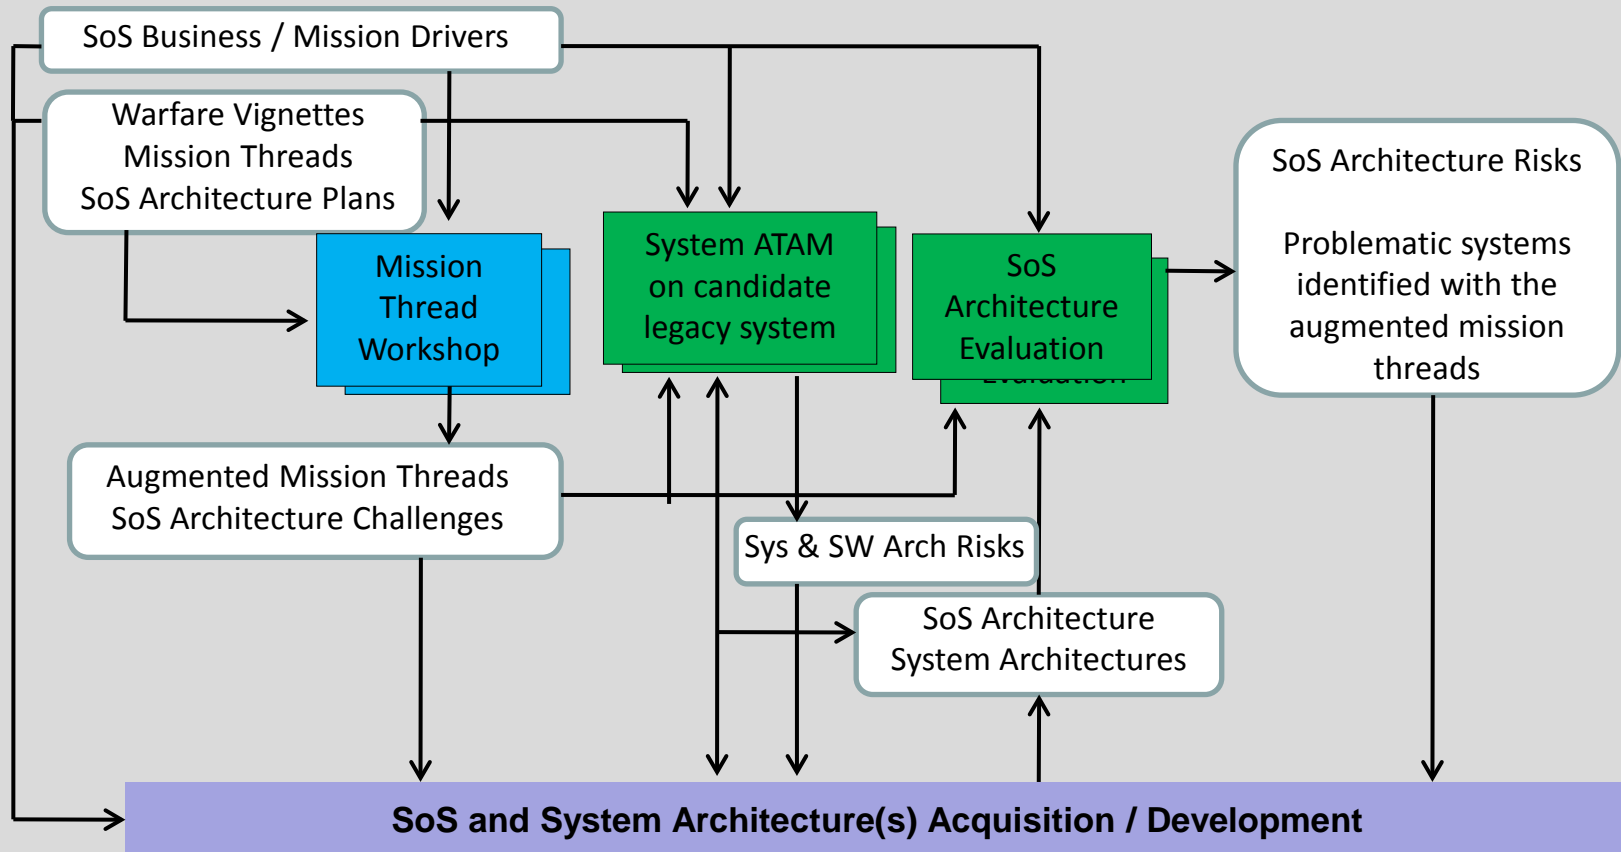 SoS Business / Mission Drivers
Warfare Vignettes
Mission Threads
SoS Architecture Plans
Mission
Thread
Workshop
System ATAM
on candidate
legacy system
SoS
Architecture
Evaluation
Evaluation
SoS Architecture Risks
Problematic systems
identified with the
augmented mission
threads
Augmented Mission Threads
SoS Architecture Challenges
Sys & SW Arch Risks
SoS Architecture
System Architectures
SoS and System Architecture(s) Acquisition / Development